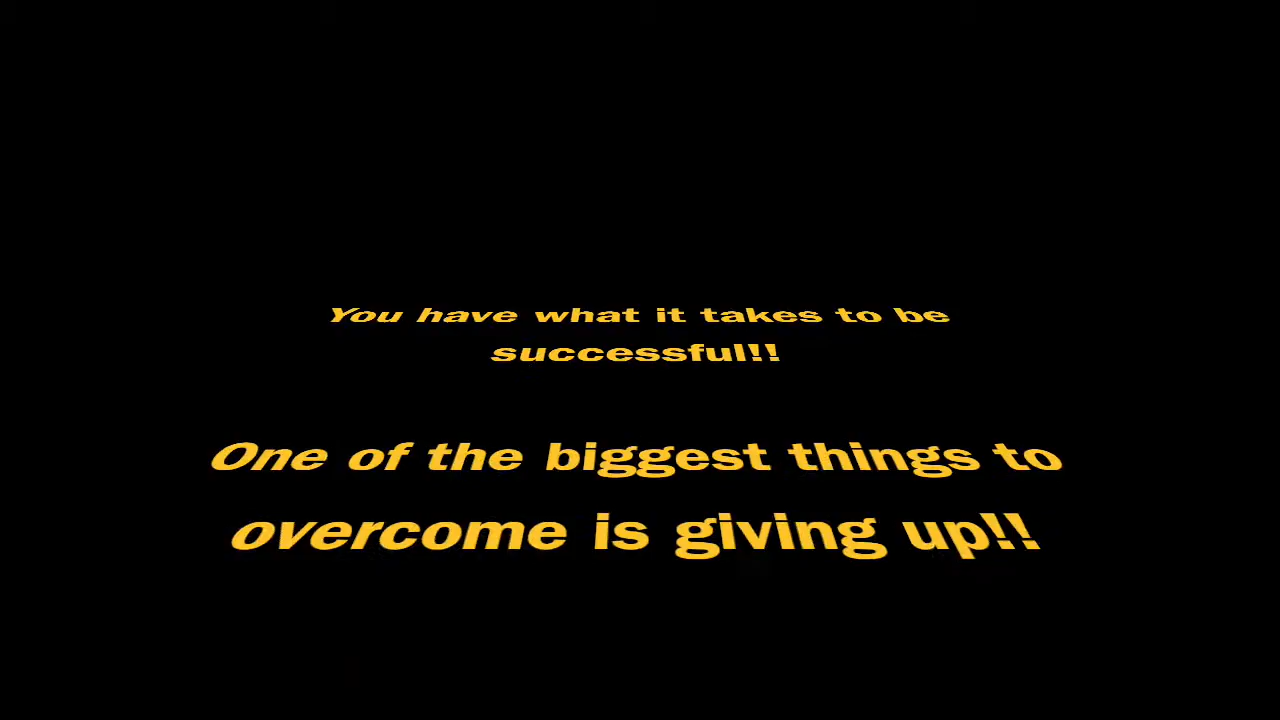 You have what it takes to be
successful!!
One of the biggest things to
overcome is giving up!!